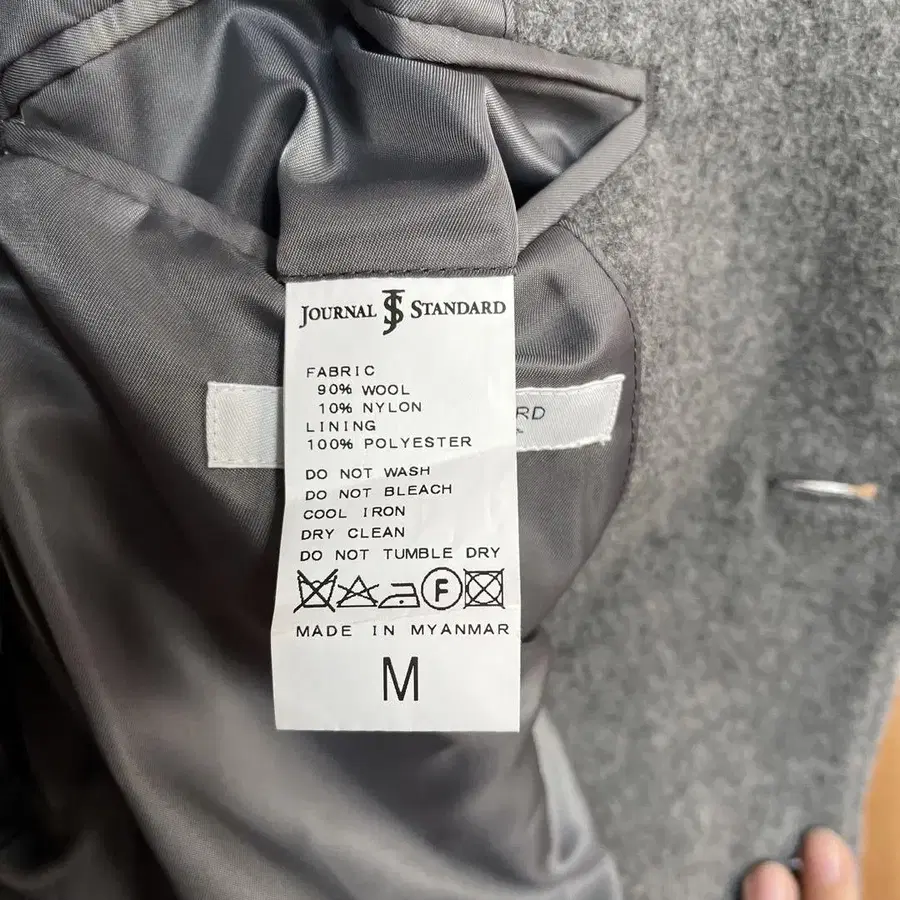 JOURNAL JS STANDARD
FABRIC
90% WOOL
10% NYLON
LINING
100% POLYESTER
RD
DO NOT WASH
DO NOT BLEACH
COOL IRON
DRY CLEAN
DO NOT TUMBLE DRY
F
MADE IN MYANMAR
M